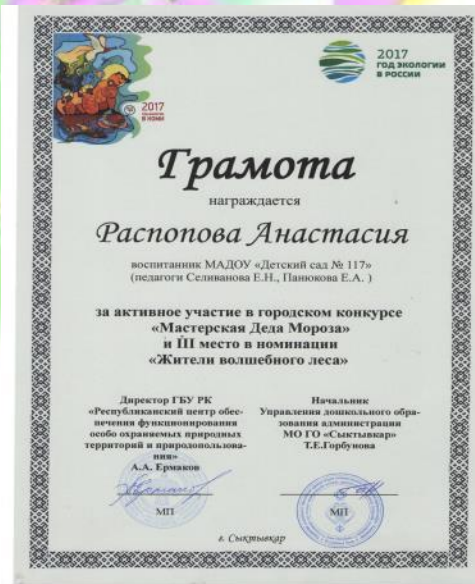 2017
ГОД ЭКОЛОГИИ
В РОССИИ
2017
В КОМИ
Грамота
награждается
Распопова Анастасия
воспитанник МАДОУ «Детский сад № 117»
(педагоги Селиванова Е.Н., Панюкова Е.А. )
за активное участие в городском конкурсе
«Мастерская Деда Мороза»
и III место в номинации
«Жители волшебного леса»
Директор ГБУ РК
«Республиканский центр обес-
печения функционирования
особо охраняемых природных
территорий и природопользова-
ния»
А.А. Ермаков
МП
Начальник
Управления дошкольного обра-
зования администрации
МО ГО «Сыктывкар»
Т.Е.Горбунова
МП
г. Сыктывкар